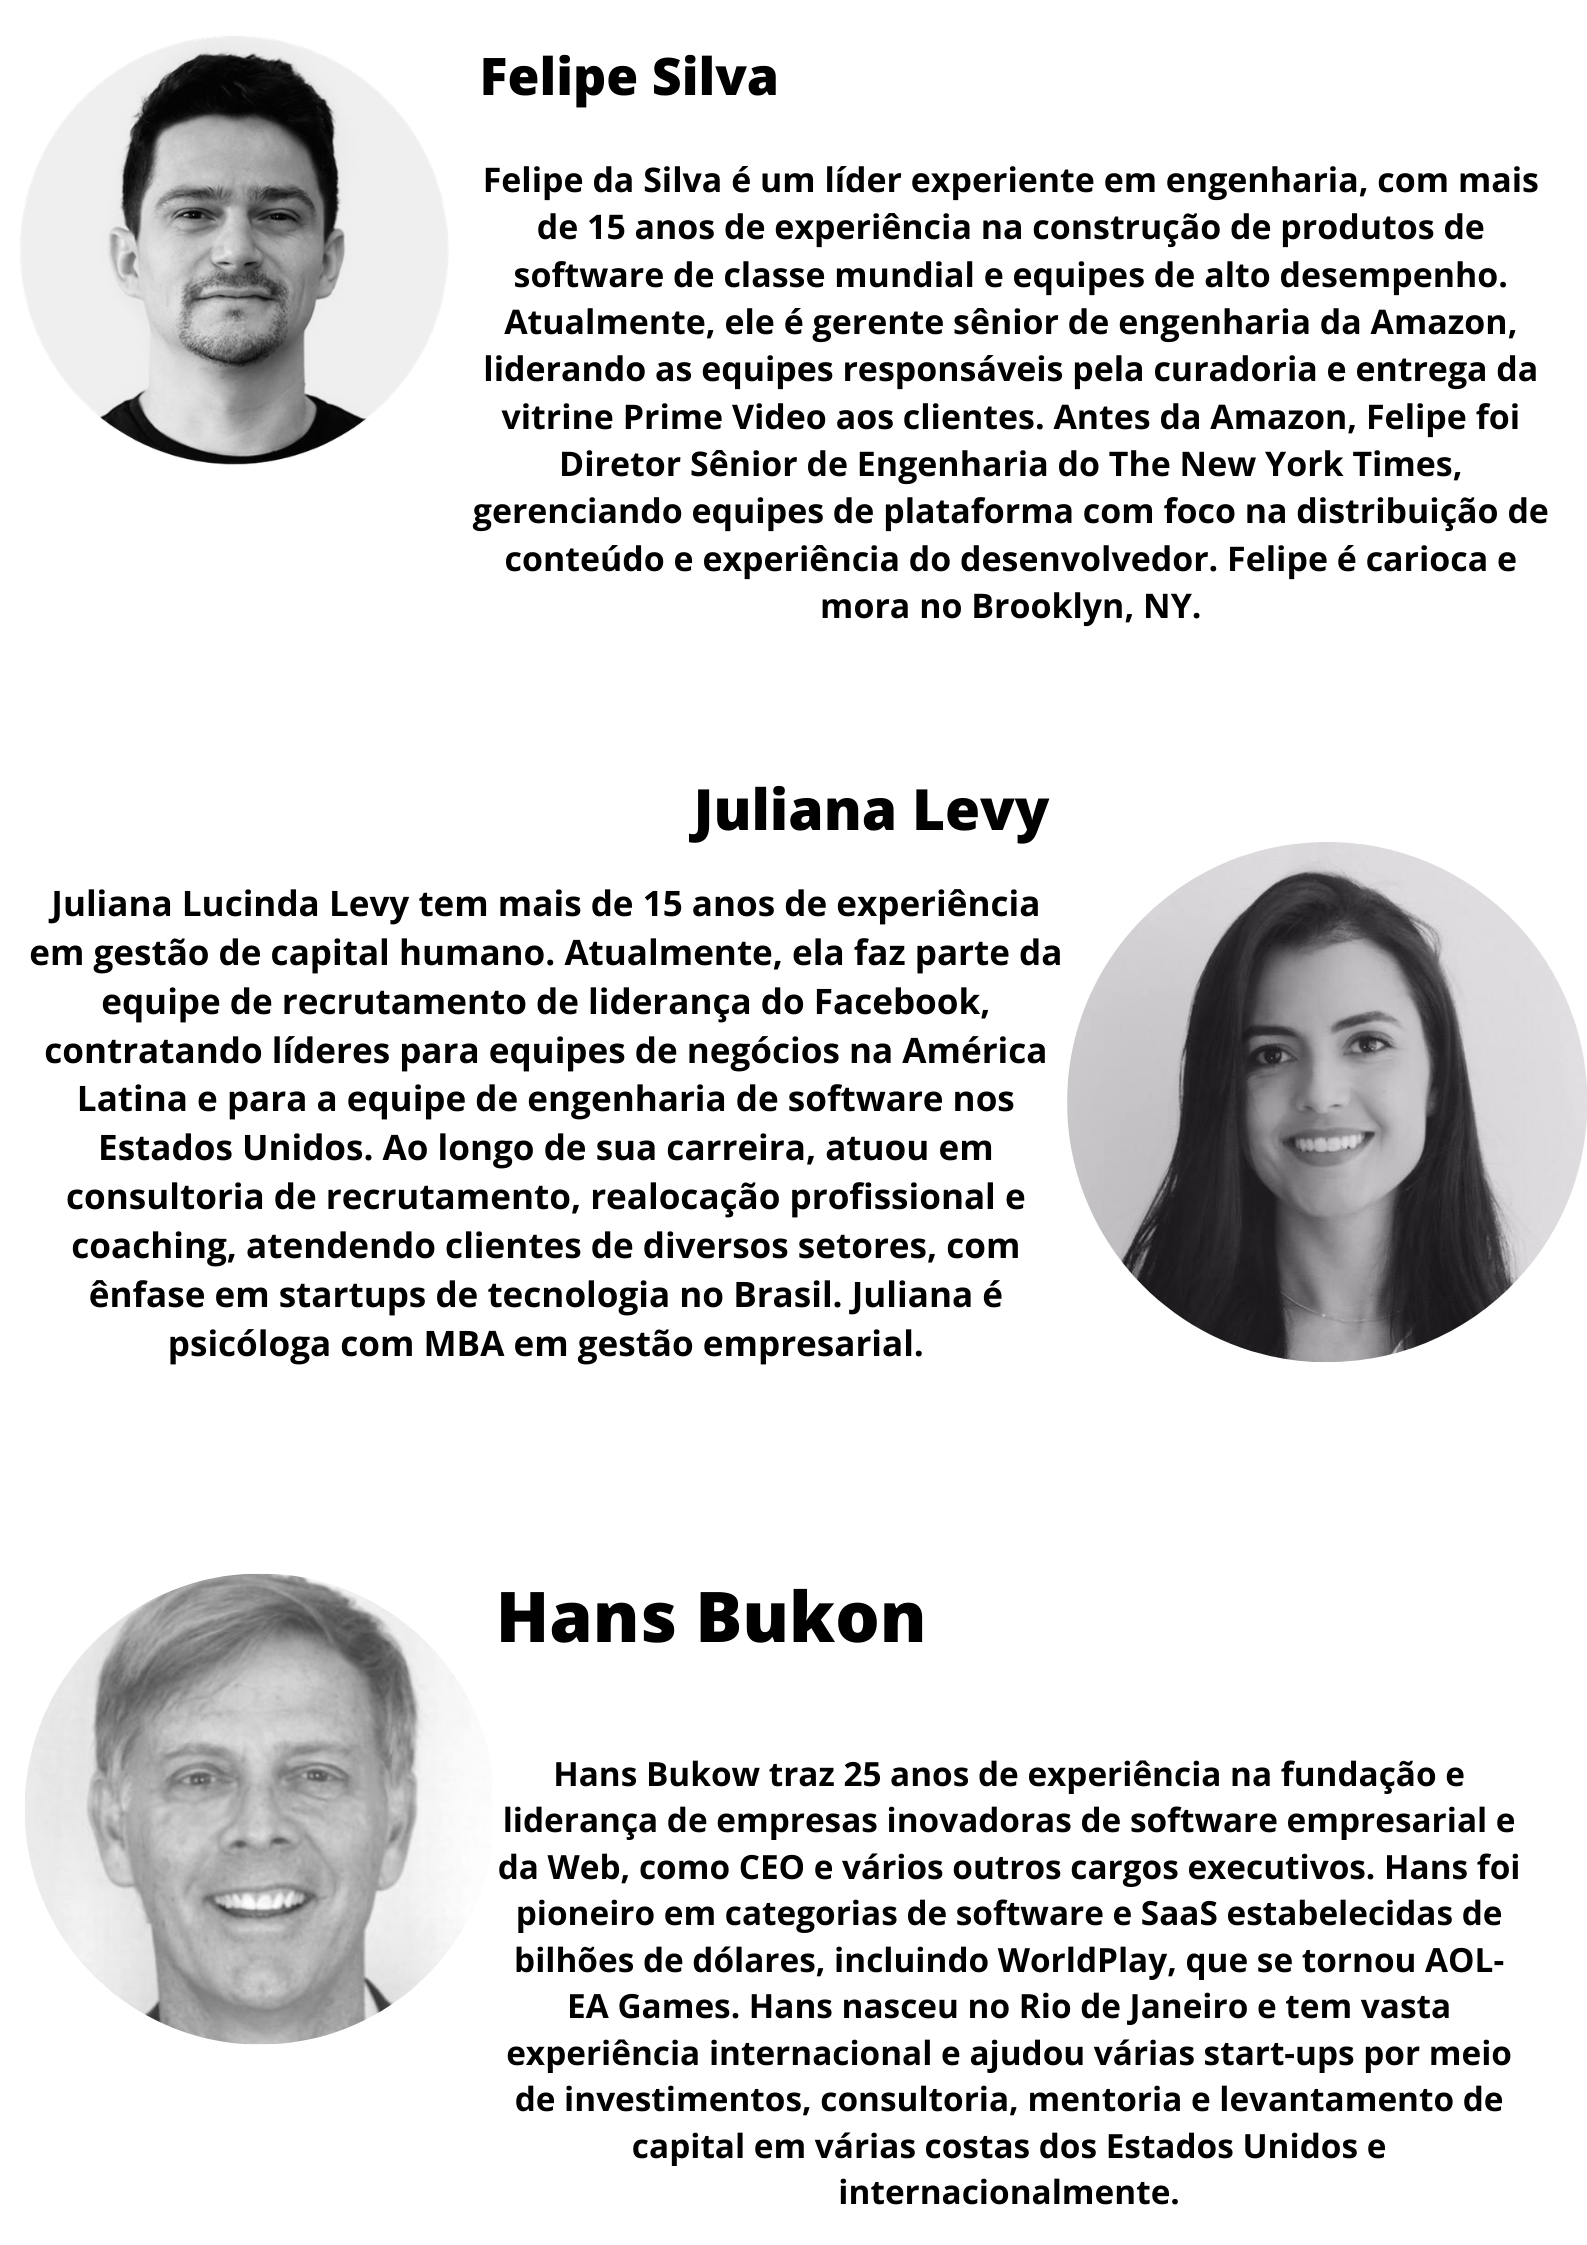 Felipe Silva
Felipe da Silva é um líder experiente em engenharia, com mais
de 15 anos de experiência na construção de produtos de
software de classe mundial e equipes de alto desempenho.
Atualmente, ele é gerente sênior de engenharia da Amazon,
liderando as equipes responsáveis pela curadoria e entrega da
vitrine Prime Video aos clientes. Antes da Amazon, Felipe foi
Diretor Sênior de Engenharia do The New York Times,
gerenciando equipes de plataforma com foco na distribuição de
conteúdo e experiência do desenvolvedor. Felipe é carioca e
mora no Brooklyn, NY.
Juliana Levy
Juliana Lucinda Levy tem mais de 15 anos de experiência
em gestão de capital humano. Atualmente, ela faz parte da
equipe de recrutamento de liderança do Facebook,
contratando líderes para equipes de negócios na América
Latina e para a equipe de engenharia de software nos
Estados Unidos. Ao longo de sua carreira, atuou em
consultoria de recrutamento, realocação profissional e
coaching, atendendo clientes de diversos setores, com
ênfase em startups de tecnologia no Brasil. Juliana é
psicóloga com MBA em gestão empresarial.
Hans Bukon
Hans Bukow traz 25 anos de experiência na fundação e
liderança de empresas inovadoras de software empresarial e
da Web, como CEO e vários outros cargos executivos. Hans foi
pioneiro em categorias de software e SaaS estabelecidas de
bilhões de dólares, incluindo WorldPlay, que se tornou AOL-
EA Games. Hans nasceu no Rio de Janeiro e tem vasta
experiência internacional e ajudou várias start-ups por meio
de investimentos, consultoria, mentoria e levantamento de
capital em várias costas dos Estados Unidos e
internacionalmente.